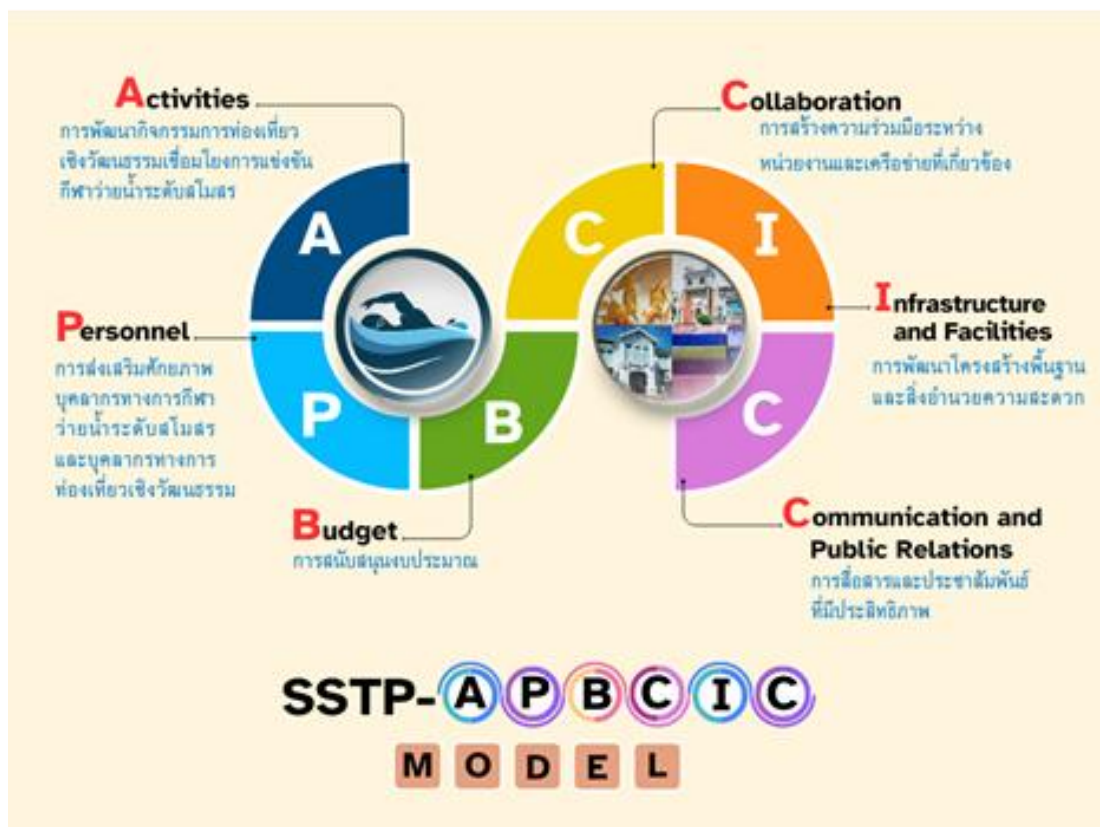 Activities
การพัฒนากิจกรรมการท่องเที่ยว
เชิงวัฒนธรรมเชื่อมโยงการแข่งขัน
กีฬาว่ายน้ำระดับสโมสร
Personnel
การส่งเสริมศักยภาพ
บุคลากรทางการกีฬา
ว่ายน้ำระดับสโมสร
และบุคลากรทางการ
ท่องเที่ยวเชิงวัฒนธรรม
Budget
การสนับสนุนงบประมาณ
Collaboration
การสร้างความร่วมมือระหว่าง
หน่วยงานและเครือข่ายที่เกี่ยวข้อง
Infrastructure
and Facilities
การพัฒนาโครงสร้างพื้นฐาน
และสิ่งอำนวยความสะดวก
Communication and
Public Relations
การสื่อสารและประชาสัมพันธ์
ที่มีประสิทธิภาพ
A
P
B
C
I
C
SSTP-APBCIC
MODEL